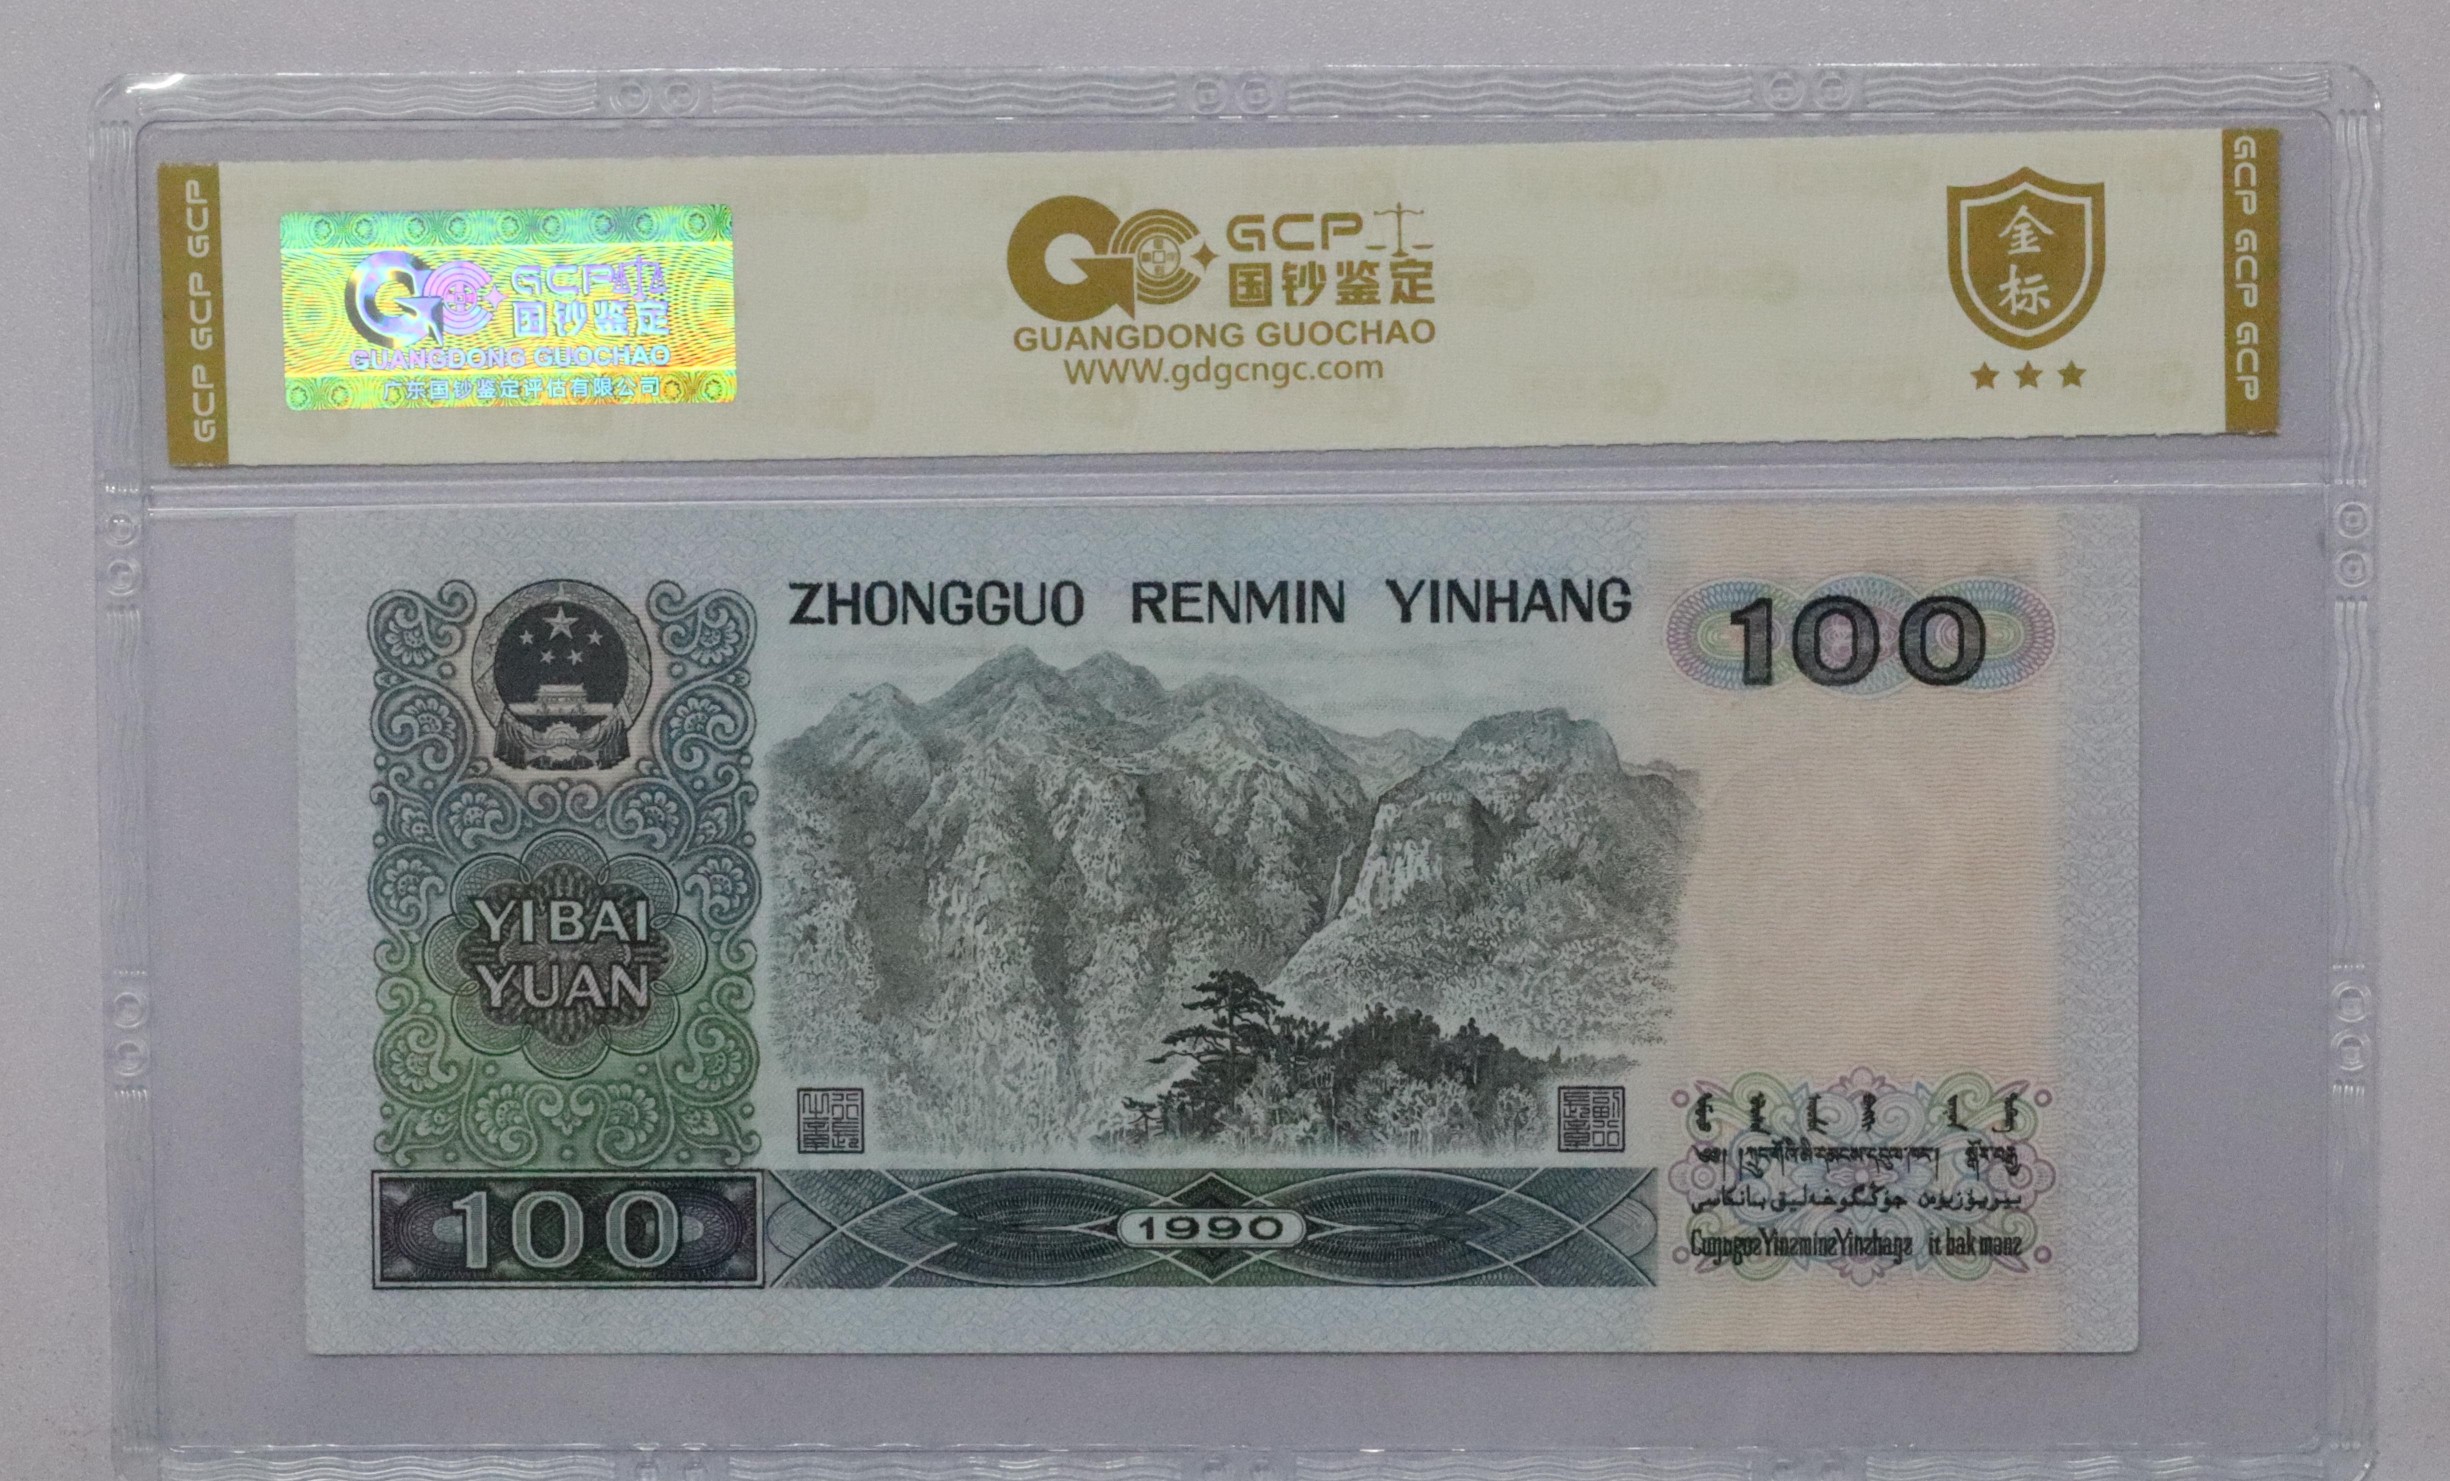 GCP GCP GCP
GCP
国钞鉴定
GUANGDONG GUOCHAO
广东国钞鉴定评估有限公司
GCP
国钞鉴定
GUANGDONG GUOCHAO
WWW.gdgcngc.com
金
标
GCP GCP GCP
ZHONGGUO RENMIN YINHANG
100
YI BAI
YUAN
100
1990